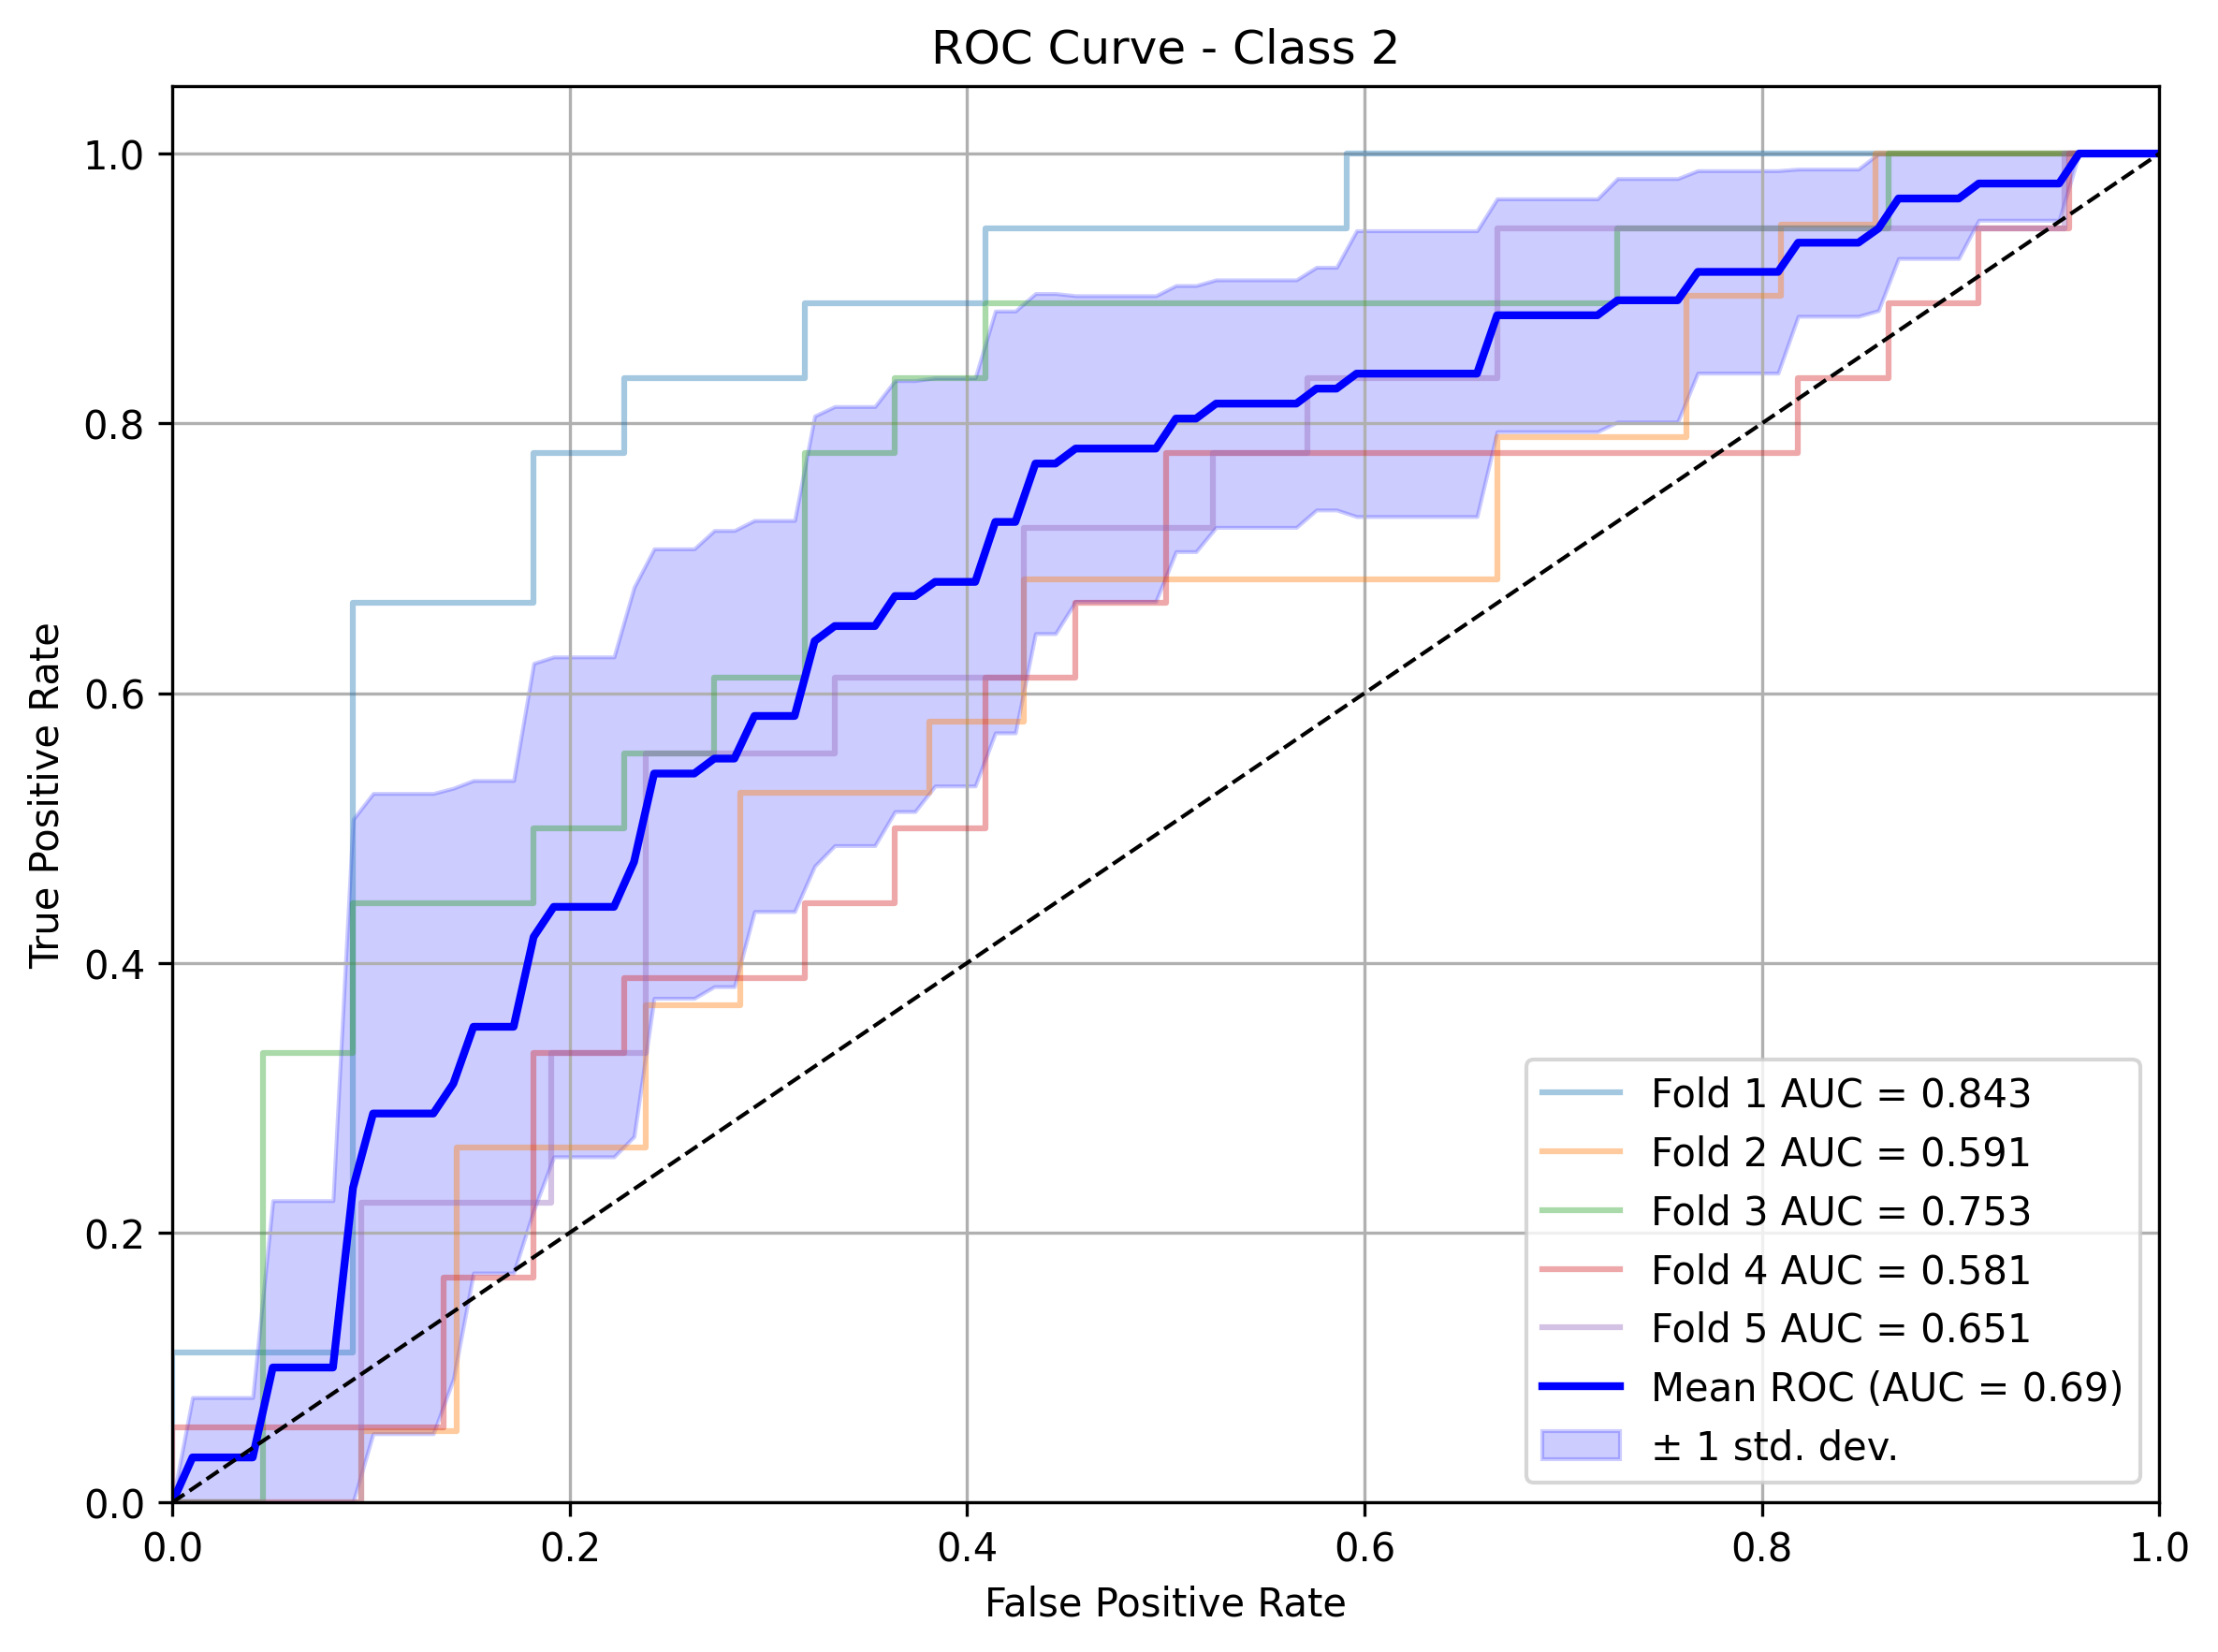 ROC Curve - Class 2
True Positive Rate
1.0
0.8
0.6
0.4
0.2
0.0
0.0 0.2 0.4 0.6 0.8 1.0
False Positive Rate
Fold 1 AUC = 0.843
Fold 2 AUC = 0.591
Fold 3 AUC = 0.753
Fold 4 AUC = 0.581
Fold 5 AUC = 0.651
Mean ROC (AUC = 0.69)
± 1 std. dev.